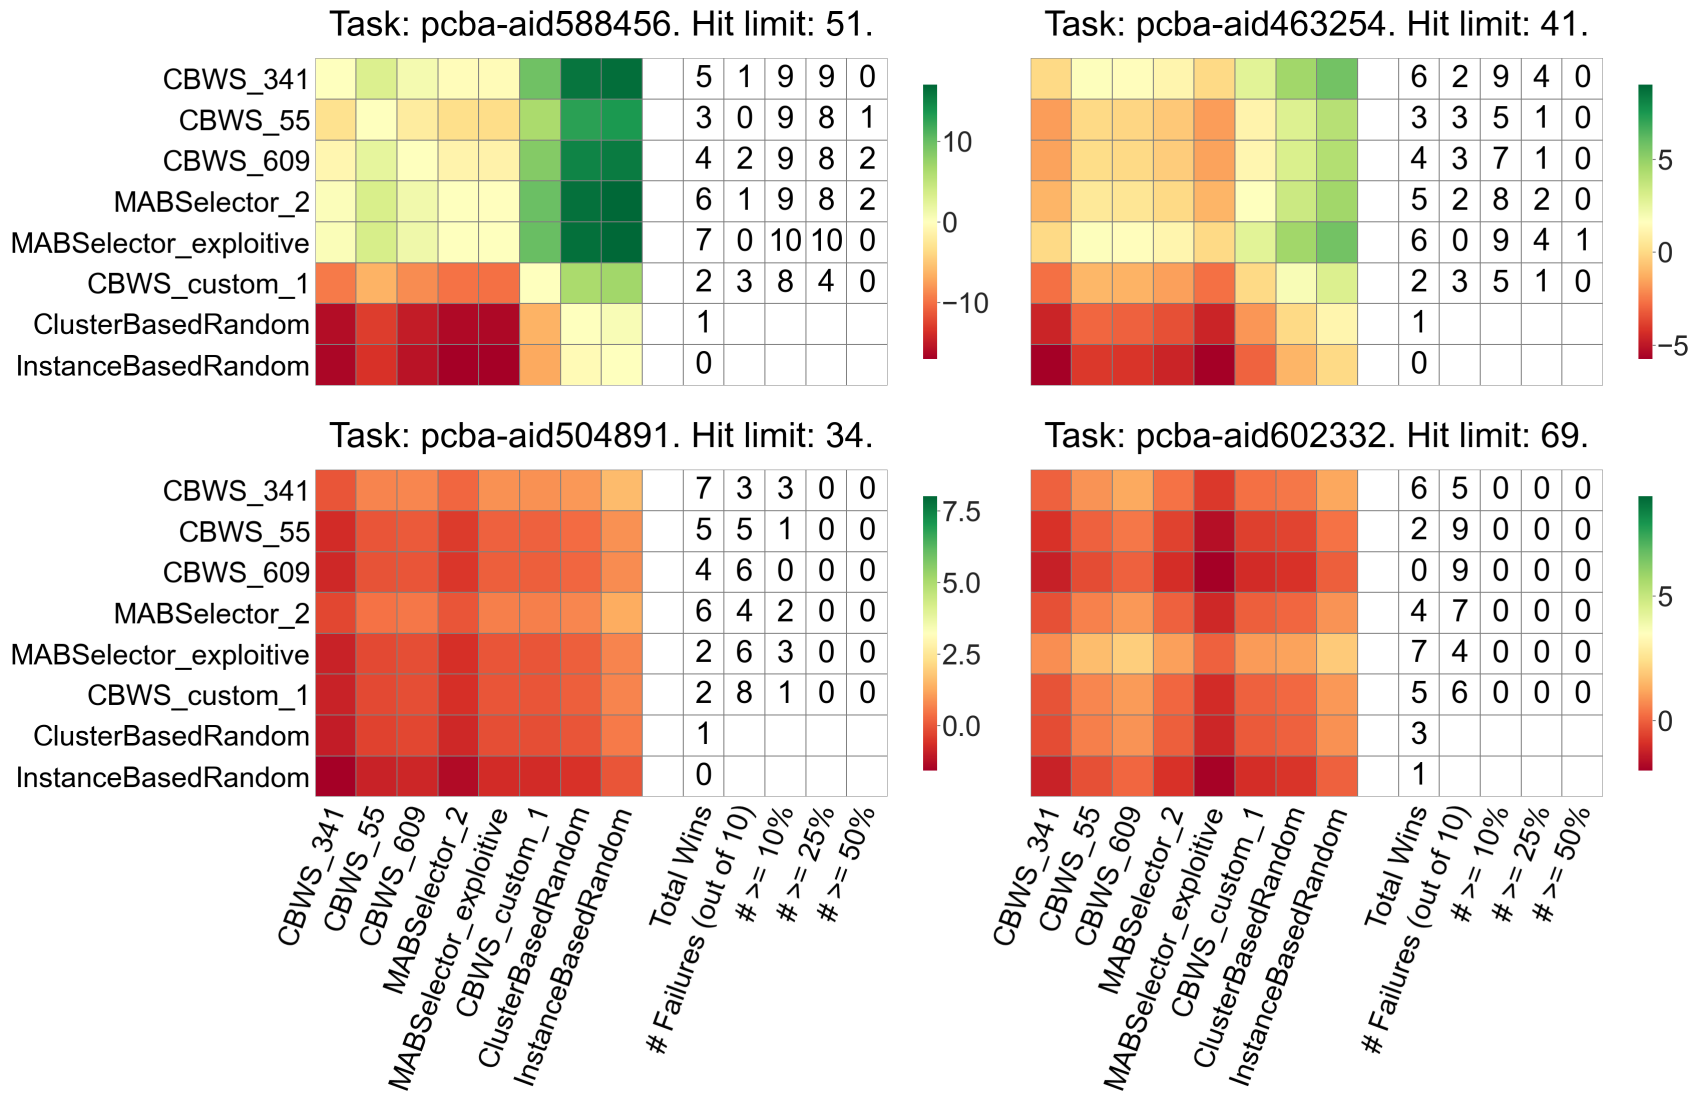 Task: pcba-aid588456. Hit limit: 51.
CBWS_341 5 1 9 9 0
CBWS_55 3 0 9 8 1
CBWS_609 4 2 9 8 2
MABSelector_2 6 1 9 8 2
MABSelector_exploitive 7 0 10 10 0
CBWS_custom_1 2 3 8 4 0
ClusterBasedRandom 1
InstanceBasedRandom 0
10
0
−10
Task: pcba-aid463254. Hit limit: 41.
6 2 9 4 0
3 3 5 1 0
4 3 7 1 0
5 2 8 2 0
6 0 9 4 1
2 3 5 1 0
1
0
5
0
−5
Task: pcba-aid504891. Hit limit: 34.
CBWS_341 7 3 3 0 0
CBWS_55 5 5 1 0 0
CBWS_609 4 6 0 0 0
MABSelector_2 6 4 2 0 0
MABSelector_exploitive 2 6 3 0 0
CBWS_custom_1 2 8 1 0 0
ClusterBasedRandom 1
InstanceBasedRandom 0
7.5
5.0
2.5
0.0
CBWS_341
CBWS_55
CBWS_609
MABSelector_2
MABSelector_exploitive
CBWS_custom_1
ClusterBasedRandom
InstanceBasedRandom
Total Wins
# Failures (out of 10)
# >= 10%
# >= 25%
# >= 50%
Task: pcba-aid602332. Hit limit: 69.
6 5 0 0 0
2 9 0 0 0
0 9 0 0 0
4 7 0 0 0
7 4 0 0 0
5 6 0 0 0
3
1
5
0
CBWS_341
CBWS_55
CBWS_609
MABSelector_2
MABSelector_exploitive
CBWS_custom_1
ClusterBasedRandom
InstanceBasedRandom
Total Wins
# Failures (out of 10)
# >= 10%
# >= 25%
# >= 50%